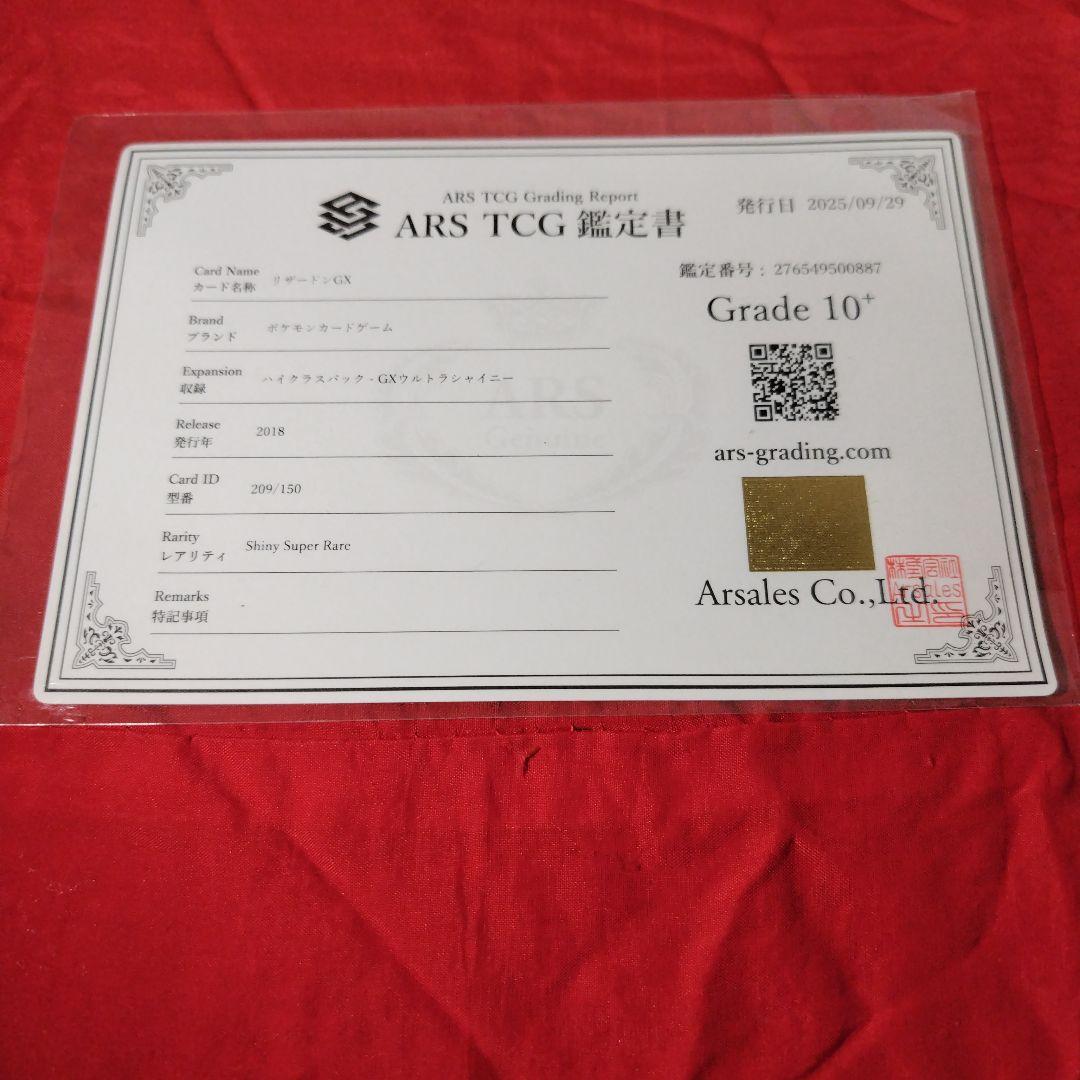 ARS TCG Grading Report
ARS TCG 鑑定書
発行日 2025/09/29
Card Name
カード名称 リザードンGX
Brand
ブランド ポケモンカードゲーム
Expansion
収録 ハイクラスパック - GXウルトラシャイニー
Release
発行年 2018
Card ID
型番 209/150
Rarity
レアリティ Shiny Super Rare
Remarks
特記事項
ARS
Genuine
鑑定番号 : 276549500887
Grade 10+
ars-grading.com
Arsales Co.,Ltd.
Arsales